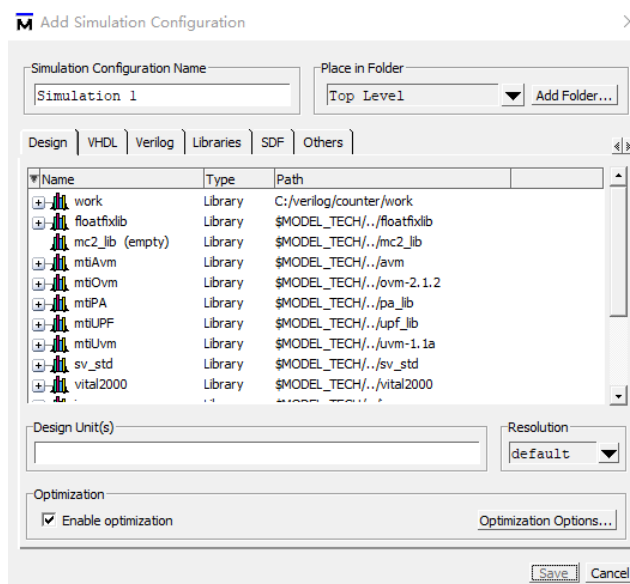 Add Simulation Configuration
Simulation Configuration Name
Place in Folder
Simulation 1
Top Level
Add Folder...
Design VHDL Verilog Libraries SDF Others
Name Type Path
work Library C:/verilog/counter/work
floatfixlib Library $MODEL_TECH/../floatfixlib
mc2_lib (empty) Library $MODEL_TECH/../mc2_lib
mtiAvm Library $MODEL_TECH/../avm
mtiOvm Library $MODEL_TECH/../ovm-2.1.2
mtiPA Library $MODEL_TECH/../pa_lib
mtiUPF Library $MODEL_TECH/../upf_lib
mtiUvm Library $MODEL_TECH/../uvm-1.1a
sv_std Library $MODEL_TECH/../sv_std
vital2000 Library $MODEL_TECH/../vital2000
Design Unit(s)
Resolution
default
Optimization
Enable optimization
Optimization Options...
Save Cancel